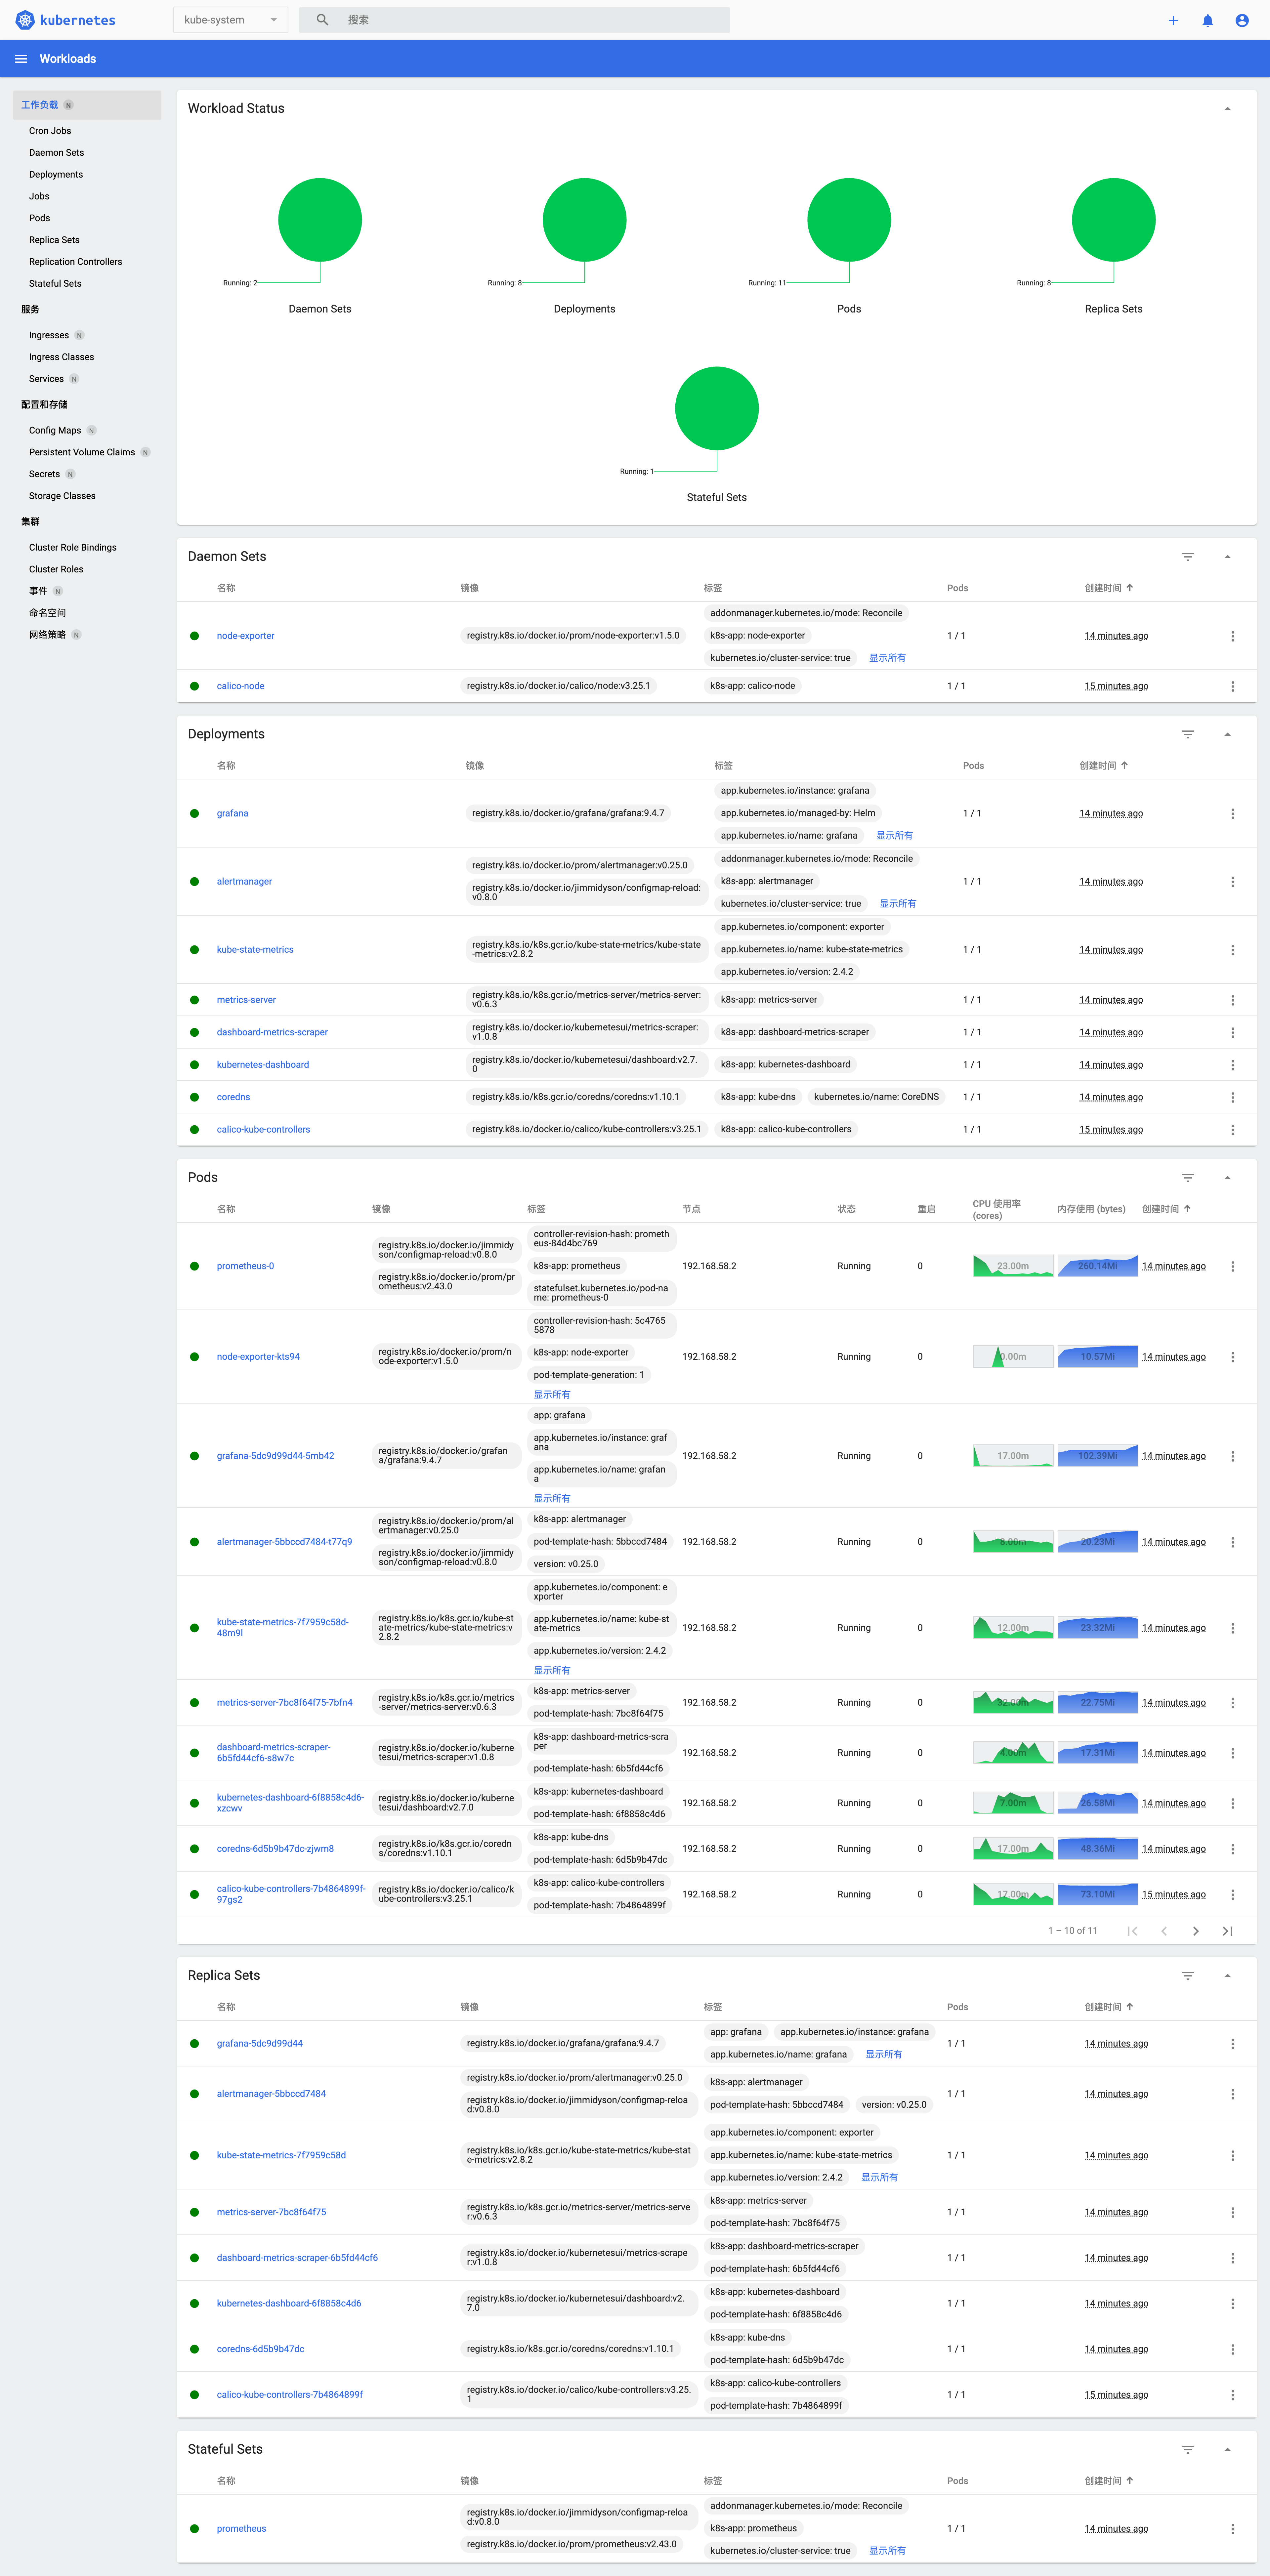 kubernetes
kube-system
搜索
Workloads
工作负载 N
Cron Jobs
Daemon Sets
Deployments
Jobs
Pods
Replica Sets
Replication Controllers
Stateful Sets
服务
Ingresses N
Ingress Classes
Services N
配置和存储
Config Maps N
Persistent Volume Claims N
Secrets N
Storage Classes
集群
Cluster Role Bindings
Cluster Roles
事件 N
命名空间
网络策略 N
Workload Status
Running: 2
Daemon Sets
Running: 8
Deployments
Running: 11
Pods
Running: 8
Replica Sets
Running: 1
Stateful Sets
Daemon Sets
名称 镜像 标签 Pods 创建时间
node-exporter
registry.k8s.io/docker.io/prom/node-exporter:v1.5.0
addonmanager.kubernetes.io/mode: Reconcile
k8s-app: node-exporter
kubernetes.io/cluster-service: true 显示所有
1 / 1
14 minutes ago
calico-node
registry.k8s.io/docker.io/calico/node:v3.25.1
k8s-app: calico-node
1 / 1
15 minutes ago
Deployments
名称 镜像 标签 Pods 创建时间
grafana
registry.k8s.io/docker.io/grafana/grafana:9.4.7
app.kubernetes.io/instance: grafana
app.kubernetes.io/managed-by: Helm
app.kubernetes.io/name: grafana 显示所有
1 / 1
14 minutes ago
alertmanager
registry.k8s.io/docker.io/prom/alertmanager:v0.25.0
registry.k8s.io/docker.io/jimmidyson/configmap-reload:
v0.8.0
addonmanager.kubernetes.io/mode: Reconcile
k8s-app: alertmanager
kubernetes.io/cluster-service: true 显示所有
1 / 1
14 minutes ago
kube-state-metrics
registry.k8s.io/k8s.gcr.io/kube-state-metrics/kube-state
-metrics:v2.8.2
app.kubernetes.io/component: exporter
app.kubernetes.io/name: kube-state-metrics
app.kubernetes.io/version: 2.4.2
1 / 1
14 minutes ago
metrics-server
registry.k8s.io/k8s.gcr.io/metrics-server/metrics-server:
v0.6.3
k8s-app: metrics-server
1 / 1
14 minutes ago
dashboard-metrics-scraper
registry.k8s.io/docker.io/kubernetesui/metrics-scraper:
v1.0.8
k8s-app: dashboard-metrics-scraper
1 / 1
14 minutes ago
kubernetes-dashboard
registry.k8s.io/docker.io/kubernetesui/dashboard:v2.7.
0
k8s-app: kubernetes-dashboard
1 / 1
14 minutes ago
coredns
registry.k8s.io/k8s.gcr.io/coredns/coredns:v1.10.1
k8s-app: kube-dns kubernetes.io/name: CoreDNS
1 / 1
14 minutes ago
calico-kube-controllers
registry.k8s.io/docker.io/calico/kube-controllers:v3.25.1
k8s-app: calico-kube-controllers
1 / 1
15 minutes ago
Pods
名称 镜像 标签 节点 状态 重启 CPU 使用率
(cores) 内存使用 (bytes) 创建时间
prometheus-0
registry.k8s.io/docker.io/jimmidy
son/configmap-reload:v0.8.0
registry.k8s.io/docker.io/prom/pr
ometheus:v2.43.0
controller-revision-hash: prometh
eus-84d4bc769
k8s-app: prometheus
statefulset.kubernetes.io/pod-na
me: prometheus-0
192.168.58.2 Running 0 23.00m 260.14Mi 14 minutes ago
node-exporter-kts94
registry.k8s.io/docker.io/prom/n
ode-exporter:v1.5.0
controller-revision-hash: 5c4765
5878
k8s-app: node-exporter
pod-template-generation: 1
显示所有
192.168.58.2 Running 0 0.00m 10.57Mi 14 minutes ago
grafana-5dc9d99d44-5mb42
registry.k8s.io/docker.io/grafan
a/grafana:9.4.7
app: grafana
app.kubernetes.io/instance: graf
ana
app.kubernetes.io/name: grafan
a
显示所有
192.168.58.2 Running 0 17.00m 102.39Mi 14 minutes ago
alertmanager-5bbccd7484-t77q9
registry.k8s.io/docker.io/prom/al
ertmanager:v0.25.0
registry.k8s.io/docker.io/jimmidy
son/configmap-reload:v0.8.0
k8s-app: alertmanager
pod-template-hash: 5bbccd7484
version: v0.25.0
192.168.58.2 Running 0 8.00m 20.23Mi 14 minutes ago
kube-state-metrics-7f7959c58d-
48m9l
registry.k8s.io/k8s.gcr.io/kube-st
ate-metrics/kube-state-metrics:v
2.8.2
app.kubernetes.io/component: e
xporter
app.kubernetes.io/name: kube-st
ate-metrics
app.kubernetes.io/version: 2.4.2
显示所有
192.168.58.2 Running 0 12.00m 23.32Mi 14 minutes ago
metrics-server-7bc8f64f75-7bfn4
registry.k8s.io/k8s.gcr.io/metrics
-server/metrics-server:v0.6.3
k8s-app: metrics-server
pod-template-hash: 7bc8f64f75
192.168.58.2 Running 0 32.00m 22.75Mi 14 minutes ago
dashboard-metrics-scraper-
6b5fd44cf6-s8w7c
registry.k8s.io/docker.io/kuberne
tesui/metrics-scraper:v1.0.8
k8s-app: dashboard-metrics-scra
per
pod-template-hash: 6b5fd44cf6
192.168.58.2 Running 0 4.00m 17.31Mi 14 minutes ago
kubernetes-dashboard-6f8858c4d6-
xzcwv
registry.k8s.io/docker.io/kuberne
tesui/dashboard:v2.7.0
k8s-app: kubernetes-dashboard
pod-template-hash: 6f8858c4d6
192.168.58.2 Running 0 7.00m 26.58Mi 14 minutes ago
coredns-6d5b9b47dc-zjwm8
registry.k8s.io/k8s.gcr.io/coredn
s/coredns:v1.10.1
k8s-app: kube-dns
pod-template-hash: 6d5b9b47dc
192.168.58.2 Running 0 17.00m 48.36Mi 14 minutes ago
calico-kube-controllers-7b4864899f-
97gs2
registry.k8s.io/docker.io/calico/k
ube-controllers:v3.25.1
k8s-app: calico-kube-controllers
pod-template-hash: 7b4864899f
192.168.58.2 Running 0 17.00m 73.10Mi 15 minutes ago
1 – 10 of 11
Replica Sets
名称 镜像 标签 Pods 创建时间
grafana-5dc9d99d44
registry.k8s.io/docker.io/grafana/grafana:9.4.7
app: grafana app.kubernetes.io/instance: grafana
app.kubernetes.io/name: grafana 显示所有
1 / 1
14 minutes ago
alertmanager-5bbccd7484
registry.k8s.io/docker.io/prom/alertmanager:v0.25.0
registry.k8s.io/docker.io/jimmidyson/configmap-reloa
d:v0.8.0
k8s-app: alertmanager
pod-template-hash: 5bbccd7484 version: v0.25.0
1 / 1
14 minutes ago
kube-state-metrics-7f7959c58d
registry.k8s.io/k8s.gcr.io/kube-state-metrics/kube-stat
e-metrics:v2.8.2
app.kubernetes.io/component: exporter
app.kubernetes.io/name: kube-state-metrics
app.kubernetes.io/version: 2.4.2 显示所有
1 / 1
14 minutes ago
metrics-server-7bc8f64f75
registry.k8s.io/k8s.gcr.io/metrics-server/metrics-serve
r:v0.6.3
k8s-app: metrics-server
pod-template-hash: 7bc8f64f75
1 / 1
14 minutes ago
dashboard-metrics-scraper-6b5fd44cf6
registry.k8s.io/docker.io/kubernetesui/metrics-scrape
r:v1.0.8
k8s-app: dashboard-metrics-scraper
pod-template-hash: 6b5fd44cf6
1 / 1
14 minutes ago
kubernetes-dashboard-6f8858c4d6
registry.k8s.io/docker.io/kubernetesui/dashboard:v2.
7.0
k8s-app: kubernetes-dashboard
pod-template-hash: 6f8858c4d6
1 / 1
14 minutes ago
coredns-6d5b9b47dc
registry.k8s.io/k8s.gcr.io/coredns/coredns:v1.10.1
k8s-app: kube-dns
pod-template-hash: 6d5b9b47dc
1 / 1
14 minutes ago
calico-kube-controllers-7b4864899f
registry.k8s.io/docker.io/calico/kube-controllers:v3.25.
1
k8s-app: calico-kube-controllers
pod-template-hash: 7b4864899f
1 / 1
15 minutes ago
Stateful Sets
名称 镜像 标签 Pods 创建时间
prometheus
registry.k8s.io/docker.io/jimmidyson/configmap-reloa
d:v0.8.0
registry.k8s.io/docker.io/prom/prometheus:v2.43.0
addonmanager.kubernetes.io/mode: Reconcile
k8s-app: prometheus
kubernetes.io/cluster-service: true 显示所有
1 / 1
14 minutes ago